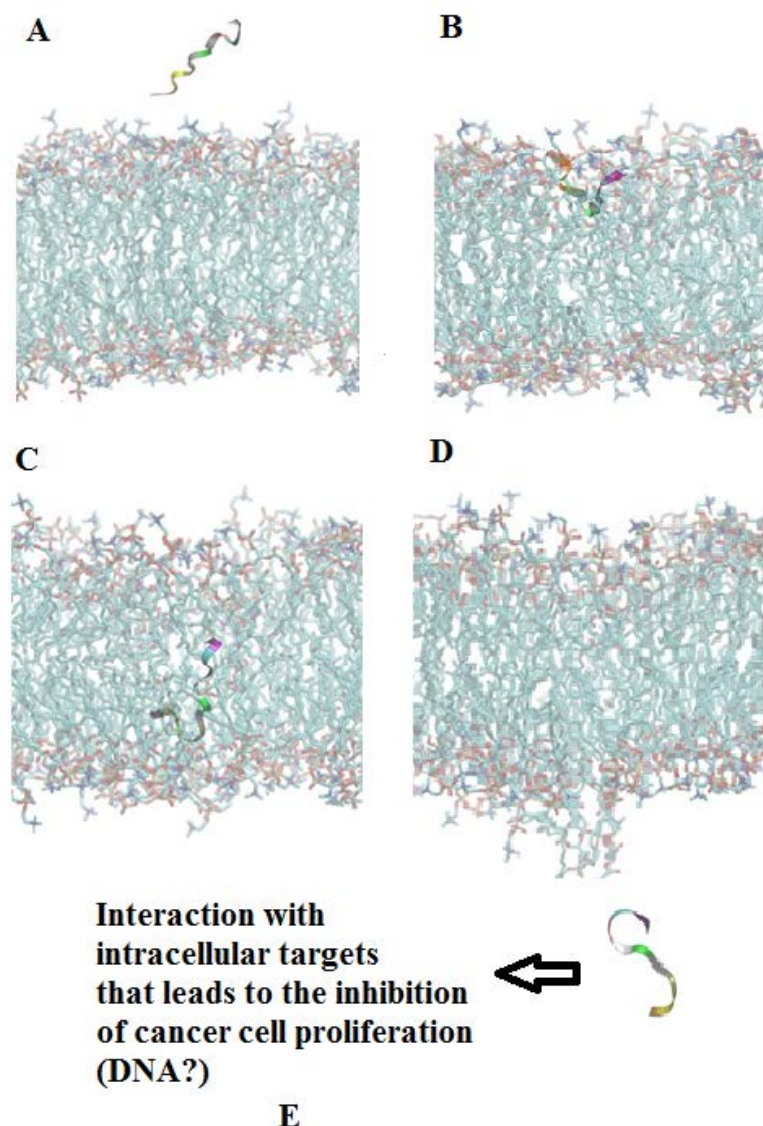 A
B
C
D
Interaction with
intracellular targets
that leads to the inhibition
of cancer cell proliferation
(DNA?)
E